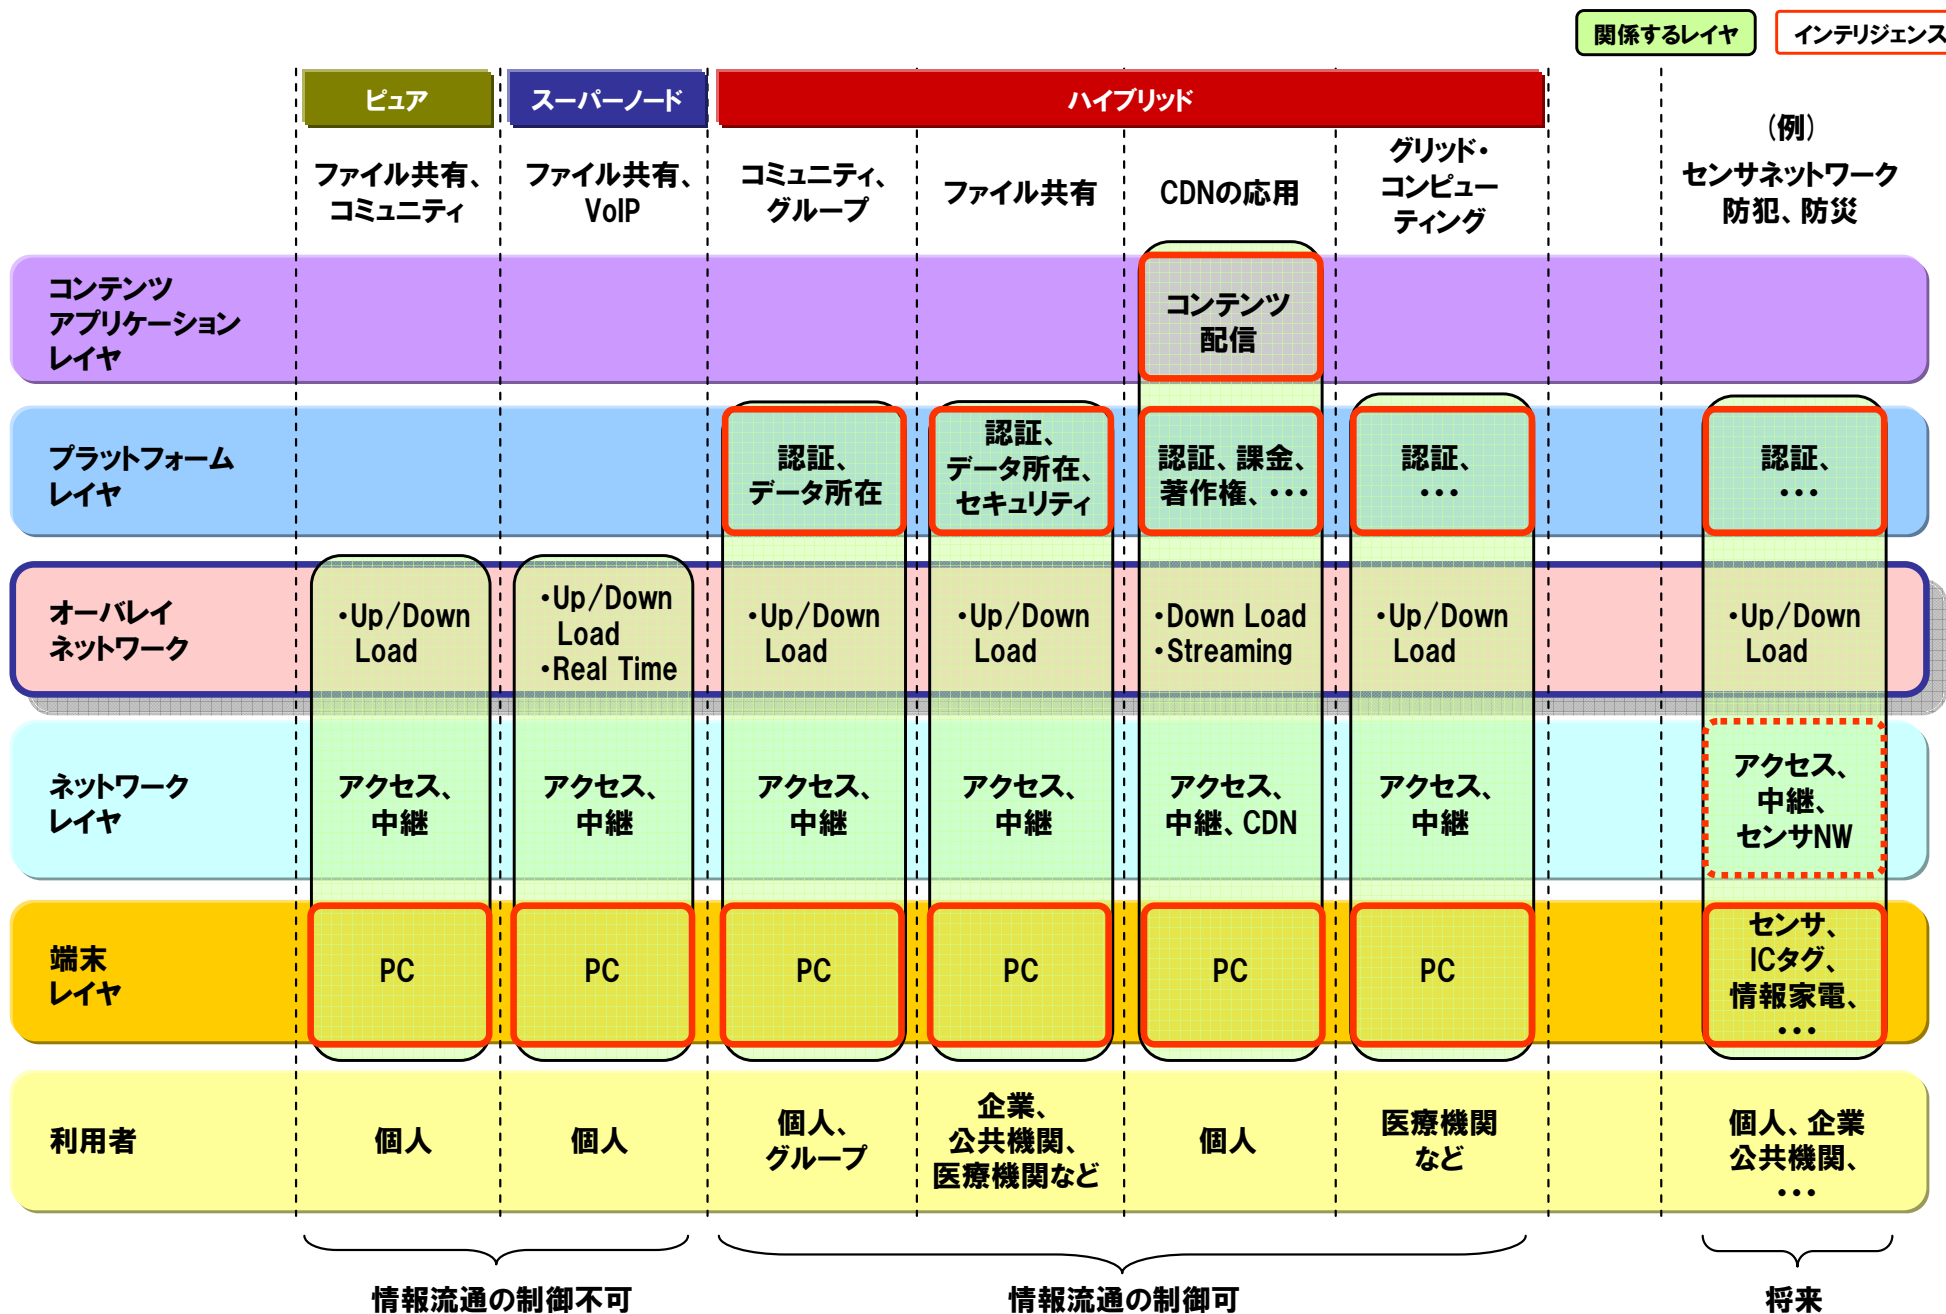 関係するレイヤ
インテリジェンス
ピュア
スーパーノード
ハイブリッド
ファイル共有、
コミュニティ
ファイル共有、
VoIP
コミュニティ、
グループ
ファイル共有
CDNの応用
グリッド・
コンピュー
ティング
(例)
センサネットワーク
防犯、防災
コンテンツ
アプリケーション
レイヤ
コンテンツ
配信
プラットフォーム
レイヤ
認証、
データ所在
認証、
データ所在、
セキュリティ
認証、課金、
著作権、・・・
認証、
・・・
認証、
・・・
オーバレイ
ネットワーク
・Up/Down
Load
・Up/Down
Load
・Real Time
・Up/Down
Load
・Up/Down
Load
・Down Load
・Streaming
・Up/Down
Load
・Up/Down
Load
ネットワーク
レイヤ
アクセス、
中継
アクセス、
中継
アクセス、
中継
アクセス、
中継
アクセス、
中継、CDN
アクセス、
中継
アクセス、
中継、
センサNW
端末
レイヤ
PC
PC
PC
PC
PC
PC
センサ、
ICタグ、
情報家電、
・・・
利用者
個人
個人
個人、
グループ
企業、
公共機関、
医療機関など
個人
医療機関
など
個人、企業
公共機関、
・・・
情報流通の制御不可
情報流通の制御可
将来